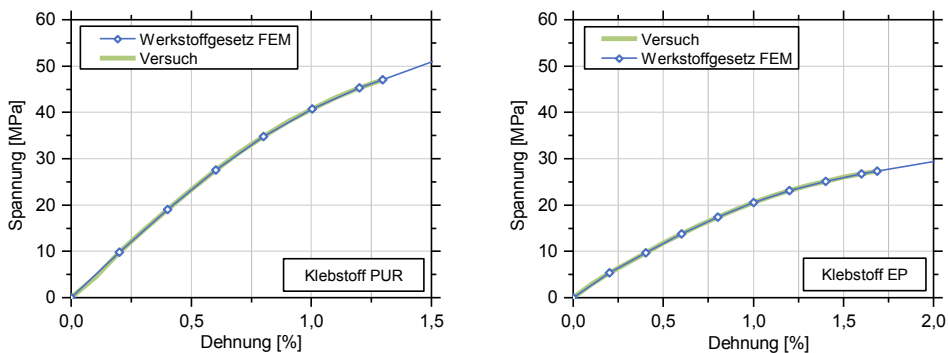 Werkstoffgesetz FEM
Versuch
Spannung [MPa]
60
50
40
30
20
10
0
Klebstoff PUR
0,0
0,5
1,0
1,5
Dehnung [%]
Versuch
Werkstoffgesetz FEM
Spannung [MPa]
60
50
40
30
20
10
0
Klebstoff EP
0,0
0,5
1,0
1,5
2,0
Dehnung [%]